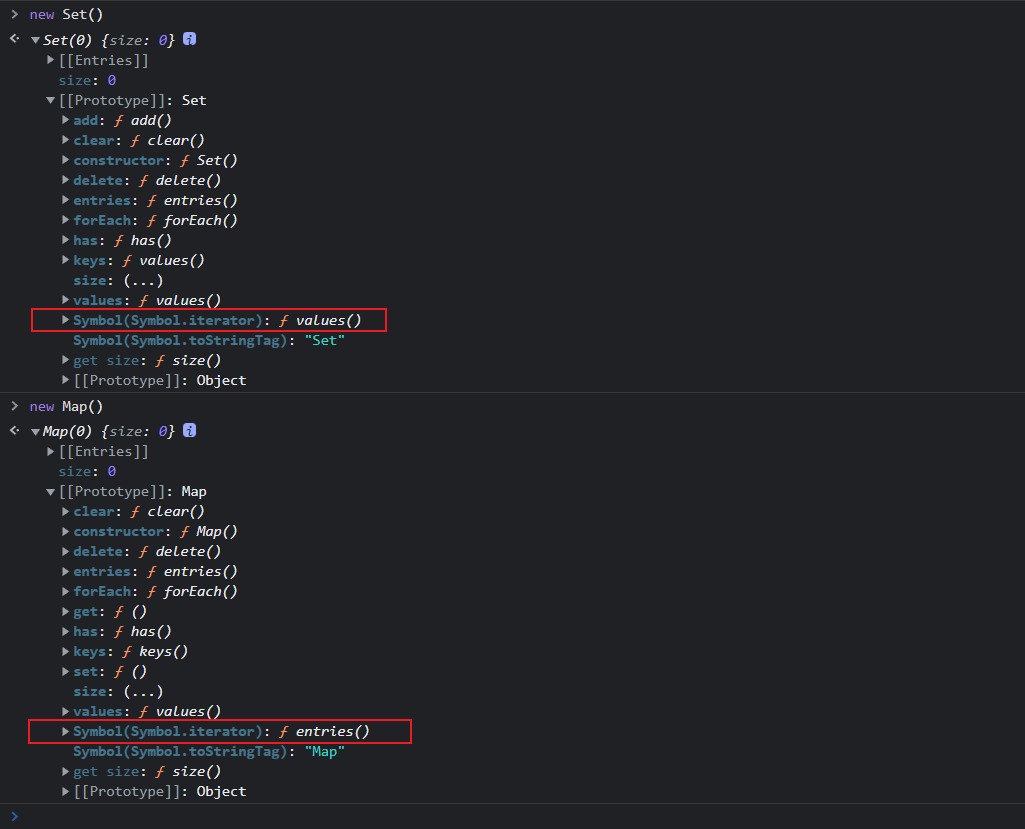 > new Set()
Set(0) {size: 0} i
[[Entries]]
size: 0
[[Prototype]]: Set
add: ƒ add()
clear: ƒ clear()
constructor: ƒ Set()
delete: ƒ delete()
entries: ƒ entries()
forEach: ƒ forEach()
has: ƒ has()
keys: ƒ values()
size: (...)
values: ƒ values()
Symbol(Symbol.iterator): ƒ values()
Symbol(Symbol.toStringTag): "Set"
get size: ƒ size()
[[Prototype]]: Object
> new Map()
Map(0) {size: 0} i
[[Entries]]
size: 0
[[Prototype]]: Map
clear: ƒ clear()
constructor: ƒ Map()
delete: ƒ delete()
entries: ƒ entries()
forEach: ƒ forEach()
get: ƒ ()
has: ƒ has()
keys: ƒ keys()
set: ƒ ()
size: (...)
values: ƒ values()
Symbol(Symbol.iterator): ƒ entries()
Symbol(Symbol.toStringTag): "Map"
get size: ƒ size()
[[Prototype]]: Object
>